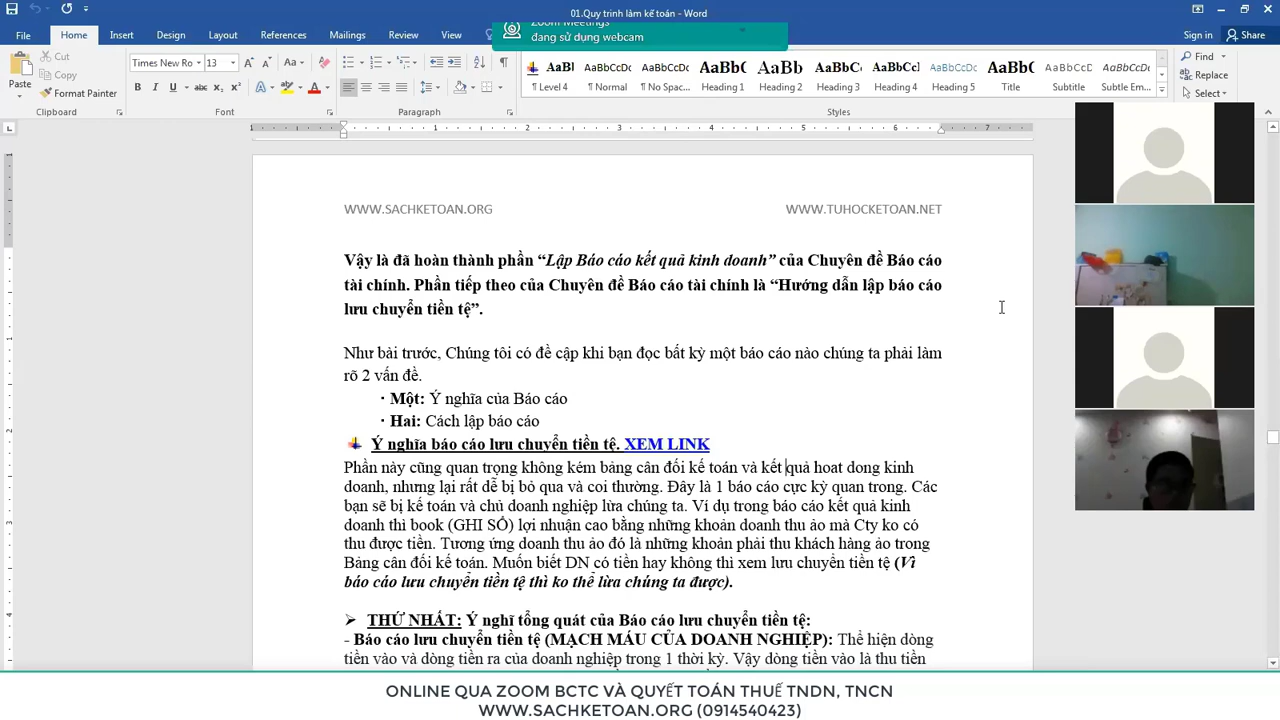 01.Quy trinh làm kế toán - Word
Zoom Meetings
đang sử dụng webcam
File Home Insert Design Layout References Mailings Review View
Sign in Share
Paste
Cut
Copy
Format Painter
Clipboard
Times New Ro 13
Font
Paragraph
AaBl AaBbCcDc AaBbCcDc AaBbC AaBbC AaBbCc AaBbCcI AaBbCcDc AaBbC AaBbCcDc AaBbCcDc
¶ Level 4 ¶ Normal ¶ No Spac... Heading 1 Heading 2 Heading 3 Heading 4 Heading 5 Title Subtitle Subtle Em...
Styles
Find
Replace
Select
Editing
WWW.SACHKETOAN.ORG WWW.TUHOCKETOAN.NET
Vậy là đã hoàn thành phần “Lập Báo cáo kết quả kinh doanh” của Chuyên đề Báo cáo
tài chính. Phần tiếp theo của Chuyên đề Báo cáo tài chính là “Hướng dẫn lập báo cáo
lưu chuyển tiền tệ”.
Như bài trước, Chúng tôi có đề cập khi bạn đọc bất kỳ một báo cáo nào chúng ta phải làm
rõ 2 vấn đề.
· Một: Ý nghĩa của Báo cáo
· Hai: Cách lập báo cáo
Ý nghĩa báo cáo lưu chuyển tiền tệ. XEM LINK
Phần này cũng quan trọng không kém bảng cân đối kế toán và kết quả hoat dong kinh
doanh, nhưng lại rất dễ bị bỏ qua và coi thường. Đây là 1 báo cáo cực kỳ quan trong. Các
bạn sẽ bị kế toán và chủ doanh nghiệp lừa chúng ta. Ví dụ trong báo cáo kết quả kinh
doanh thì book (GHI SỔ) lợi nhuận cao bằng những khoản doanh thu ảo mà Cty ko có
thu được tiền. Tương ứng doanh thu ảo đó là những khoản phải thu khách hàng ảo trong
Bảng cân đối kế toán. Muốn biết DN có tiền hay không thì xem lưu chuyển tiền tệ (Vì
báo cáo lưu chuyển tiền tệ thì ko thể lừa chúng ta được).
➢ THỨ NHẤT: Ý nghĩ tổng quát của Báo cáo lưu chuyển tiền tệ:
- Báo cáo lưu chuyển tiền tệ (MẠCH MÁU CỦA DOANH NGHIỆP): Thể hiện dòng
tiền vào và dòng tiền ra của doanh nghiệp trong 1 thời kỳ. Vậy dòng tiền vào là thu tiền
ONLINE QUA ZOOM BCTC VÀ QUYẾT TOÁN THUẾ TNDN, TNCN
WWW.SACHKETOAN.ORG (0914540423)